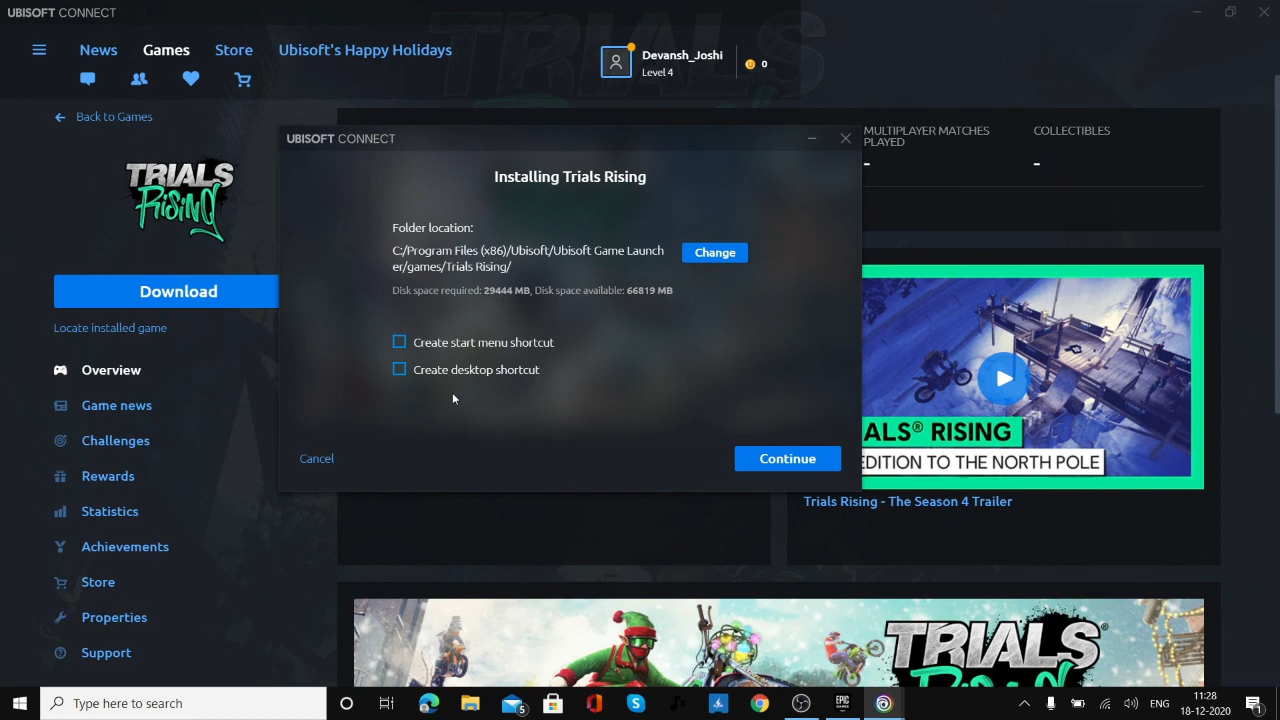 UBISOFT CONNECT
News Games Store Ubisoft's Happy Holidays
Devansh_Joshi
Level 4
0
Back to Games
TRIALS
RISING
Download
Locate installed game
Overview
Game news
Challenges
Rewards
Statistics
Achievements
Store
Properties
Support
UBISOFT CONNECT
Installing Trials Rising
Folder location:
C:/Program Files (x86)/Ubisoft/Ubisoft Game Launch
er/games/Trials Rising/
Change
Disk space required: 29444 MB, Disk space available: 66819 MB
Create start menu shortcut
Create desktop shortcut
Cancel
Continue
MULTIPLAYER MATCHES
PLAYED
-
COLLECTIBLES
-
ALS® RISING
EDITION TO THE NORTH POLE
Trials Rising - The Season 4 Trailer
TRIALS®
Type here to search
5
EPIC
GAMES
ENG
11:28
18-12-2020
1